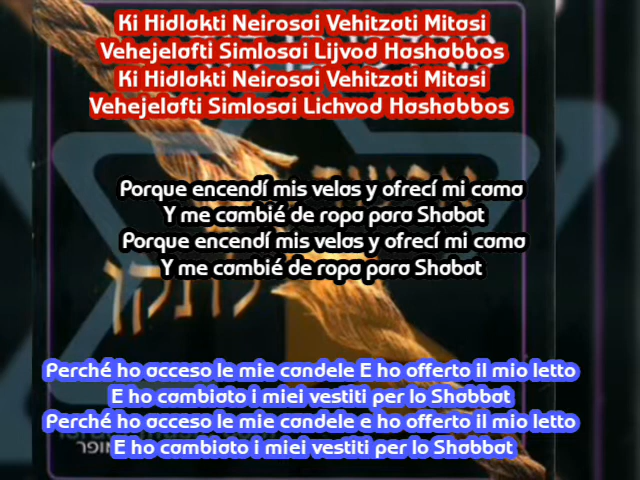 Ki Hidlakti Neirosai Vehitzati Mitasi
Vehejelafti Simlosai Lijvod Hashabbos
Ki Hidlakti Neirosai Vehitzati Mitasi
Vehejelafti Simlosai Lichvod Hashabbos
Porque encendí mis velas y ofrecí mi cama
Y me cambié de ropa para Shabat
Porque encendí mis velas y ofrecí mi cama
Y me cambié de ropa para Shabat
Perché ho acceso le mie candele E ho offerto il mio letto
E ho cambiato i miei vestiti per lo Shabbat
Perché ho acceso le mie candele e ho offerto il mio letto
E ho cambiato i miei vestiti per lo Shabbat